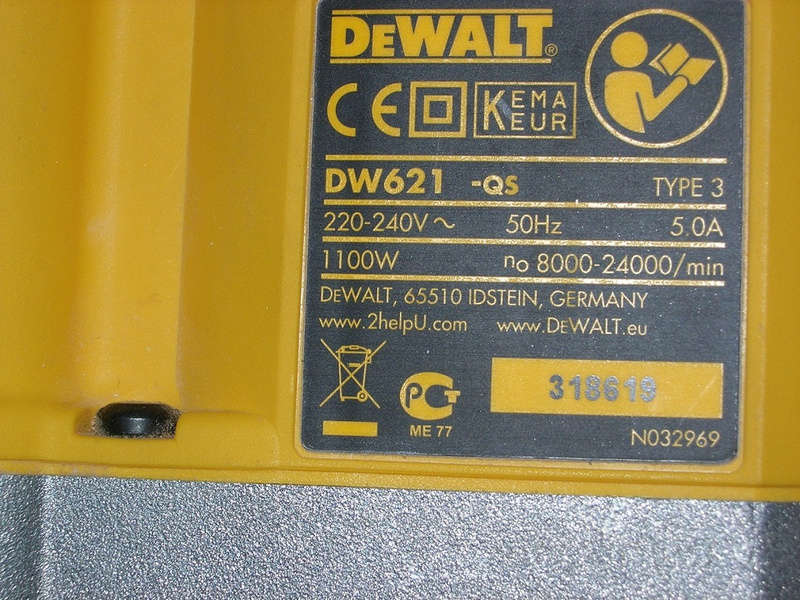 DEWALT®
CE KEMA KEUR
DW621 -QS TYPE 3
220-240V ~ 50Hz 5.0A
1100W no 8000-24000/min
DEWALT, 65510 IDSTEIN, GERMANY
www.2helpU.com www.DEWALT.eu
318619
РСТ
ME 77
N032969